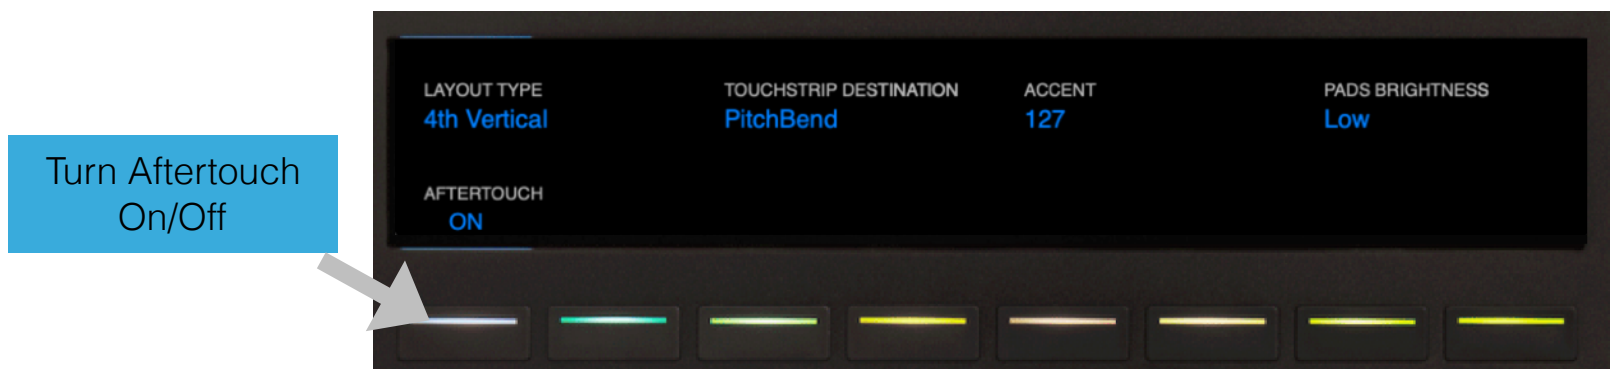 LAYOUT TYPE
4th Vertical
TOUCHSTRIP DESTINATION
PitchBend
ACCENT
127
PADS BRIGHTNESS
Low
AFTERTOUCH
ON
Turn Aftertouch
On/Off